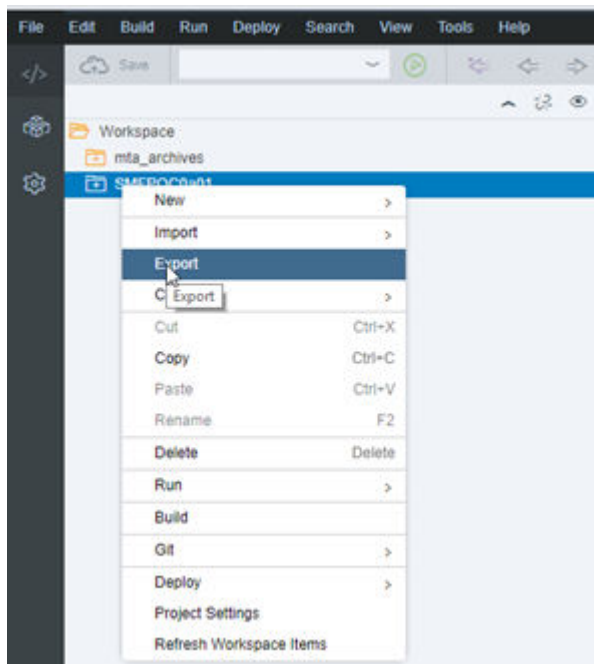 File Edit Build Run Deploy Search View Tools Help
</> Save
Workspace
mta_archives
New >
Import >
Export
Export
>
Cut Ctrl+X
Copy Ctrl+C
Paste Ctrl+V
Rename F2
Delete Delete
Run >
Build
Git >
Deploy >
Project Settings
Refresh Workspace Items